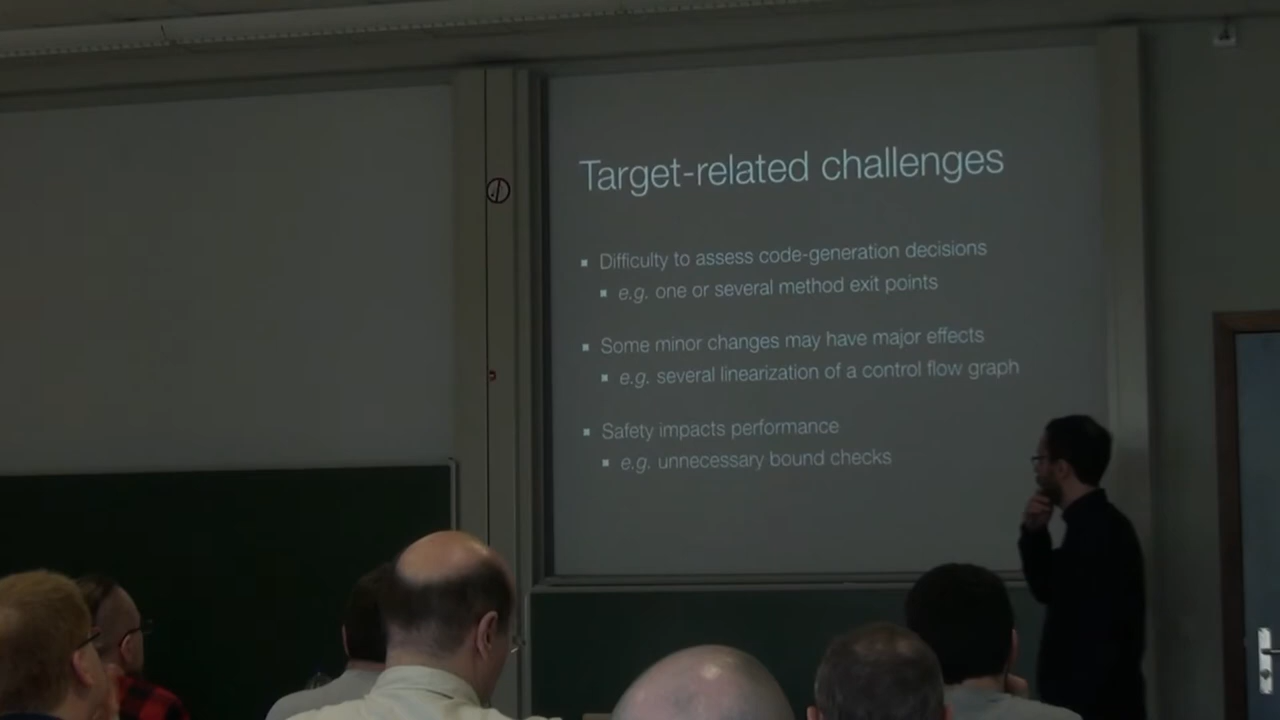 Target-related challenges
Difficulty to assess code-generation decisions
e.g. one or several method exit points
Some minor changes may have major effects
e.g. several linearization of a control flow graph
Safety impacts performance
e.g. unnecessary bound checks